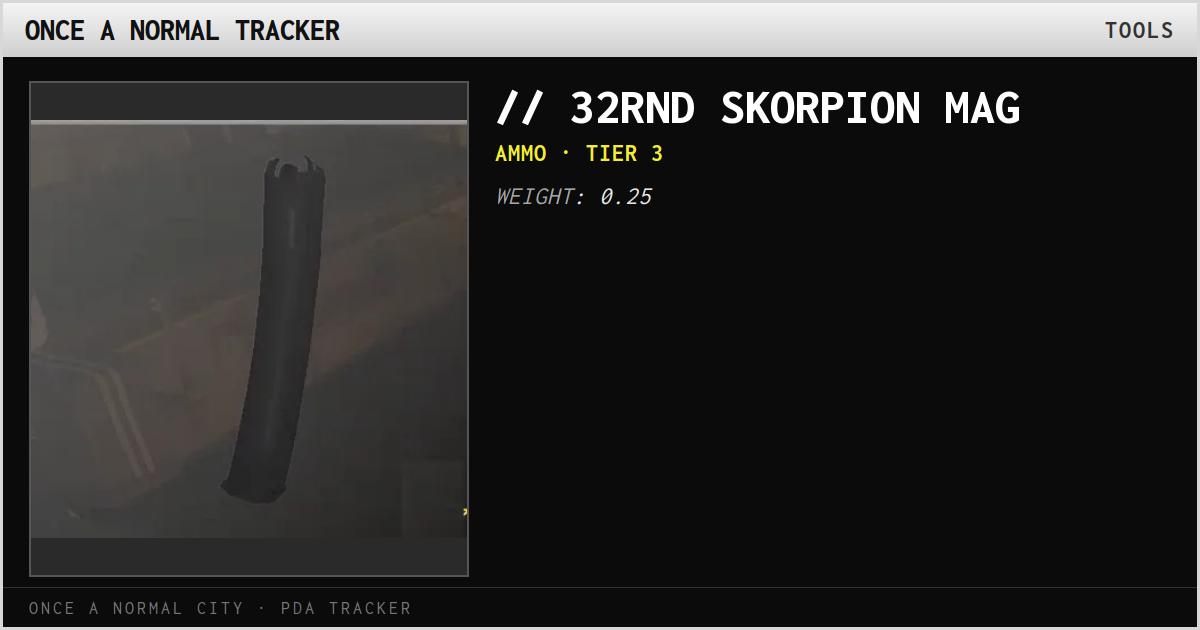 ONCE A NORMAL TRACKER
TOOLS
// 32RND SKORPION MAG
AMMO · TIER 3
WEIGHT: 0.25
ONCE A NORMAL CITY · PDA TRACKER